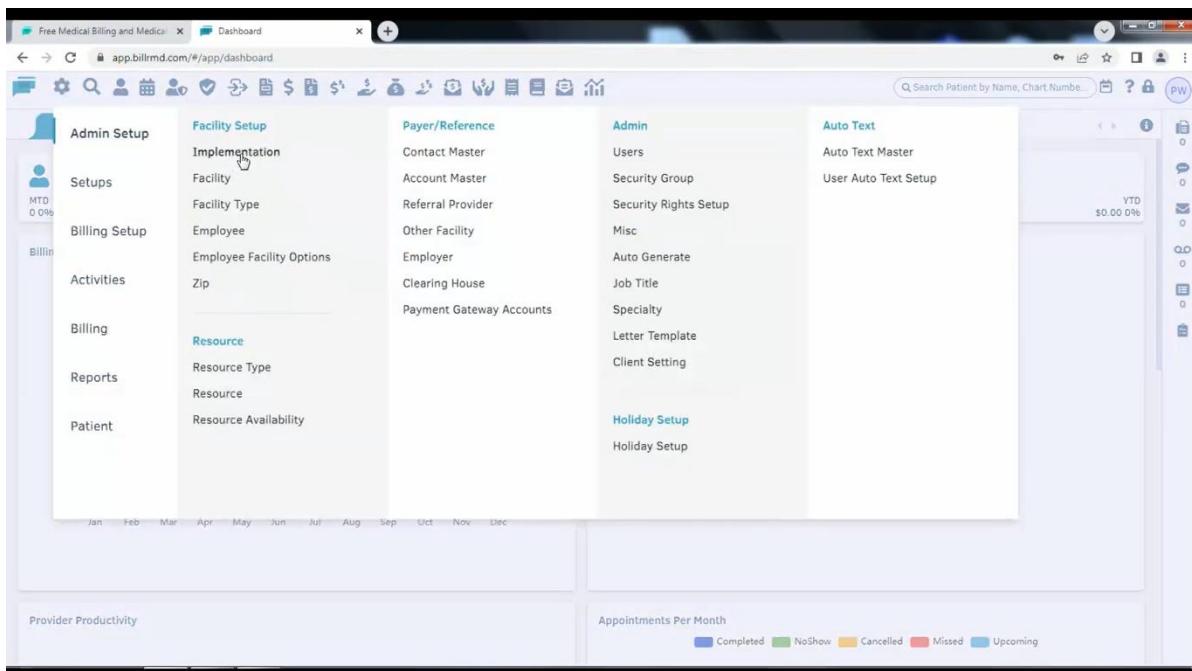 Free Medical Billing and Medica
Dashboard
app.billrmd.com/#/app/dashboard
Search Patient by Name, Chart Numbe...
PW
Admin Setup
Setups
Billing Setup
Activities
Billing
Reports
Patient
Facility Setup
Implementation
Facility
Facility Type
Employee
Employee Facility Options
Zip
Resource
Resource Type
Resource
Resource Availability
Payer/Reference
Contact Master
Account Master
Referral Provider
Other Facility
Employer
Clearing House
Payment Gateway Accounts
Admin
Users
Security Group
Security Rights Setup
Misc
Auto Generate
Job Title
Specialty
Letter Template
Client Setting
Holiday Setup
Holiday Setup
Auto Text
Auto Text Master
User Auto Text Setup
MTD
0 0%
YTD
$0.00 0%
Billin
0
0
0
0
0
Jan Feb Mar Apr May Jun Jul Aug Sep Oct Nov Dec
Provider Productivity
Appointments Per Month
Completed NoShow Cancelled Missed Upcoming